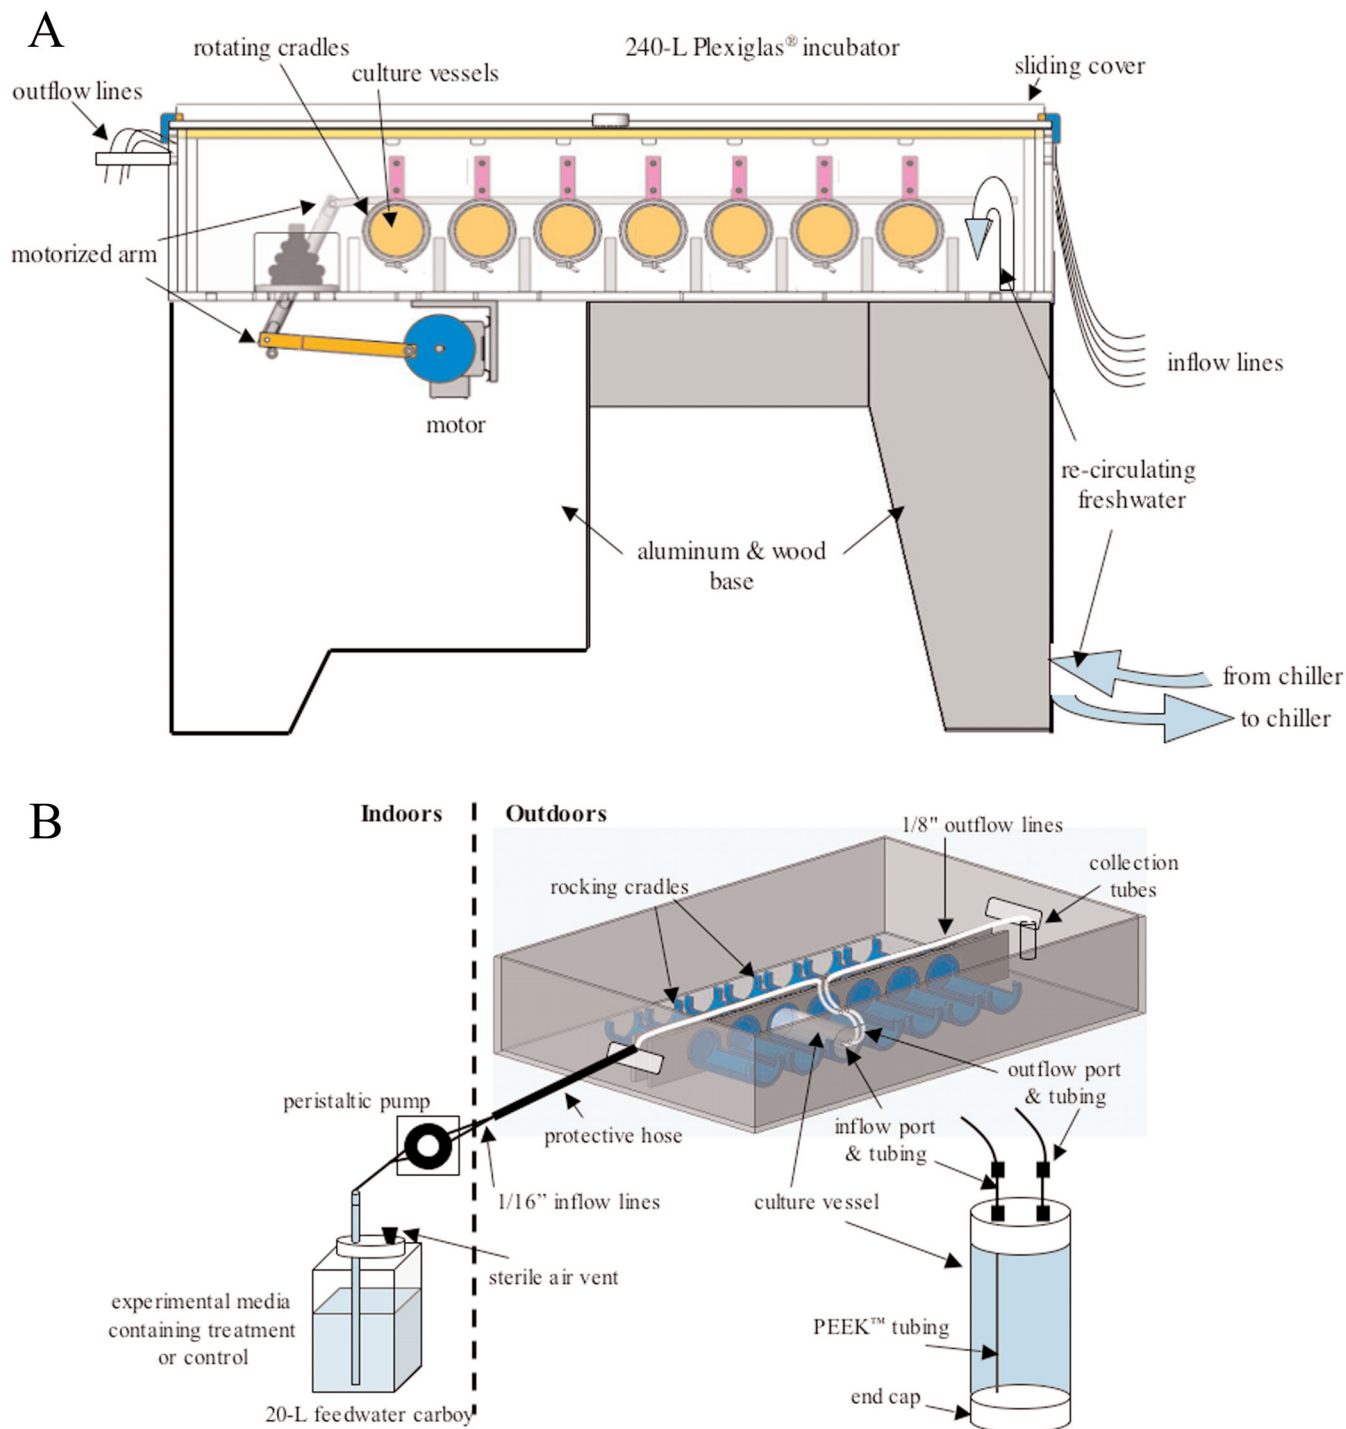 A
rotating cradles
240-L Plexiglas® incubator
culture vessels
sliding cover
outflow lines
motorized arm
inflow lines
motor
re-circulating
freshwater
aluminum & wood
base
from chiller
to chiller
B
Indoors
Outdoors
1/8" outflow lines
collection
tubes
rocking cradles
outflow port
& tubing
peristaltic pump
inflow port
& tubing
protective hose
1/16” inflow lines
culture vessel
sterile air vent
experimental media
containing treatment
or control
PEEK™ tubing
end cap
20-L feedwater carboy